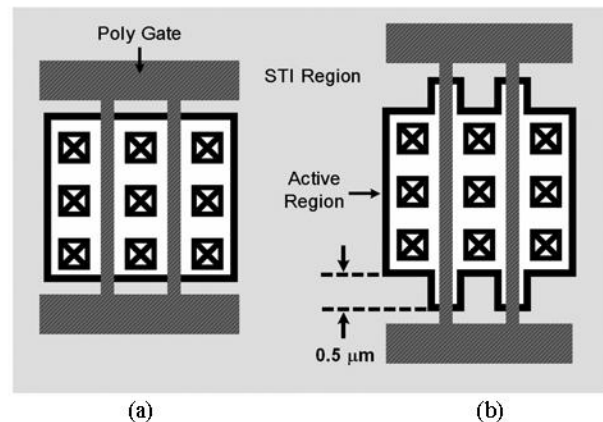 Poly Gate
STI Region
Active
Region
0.5 μm
(a)
(b)